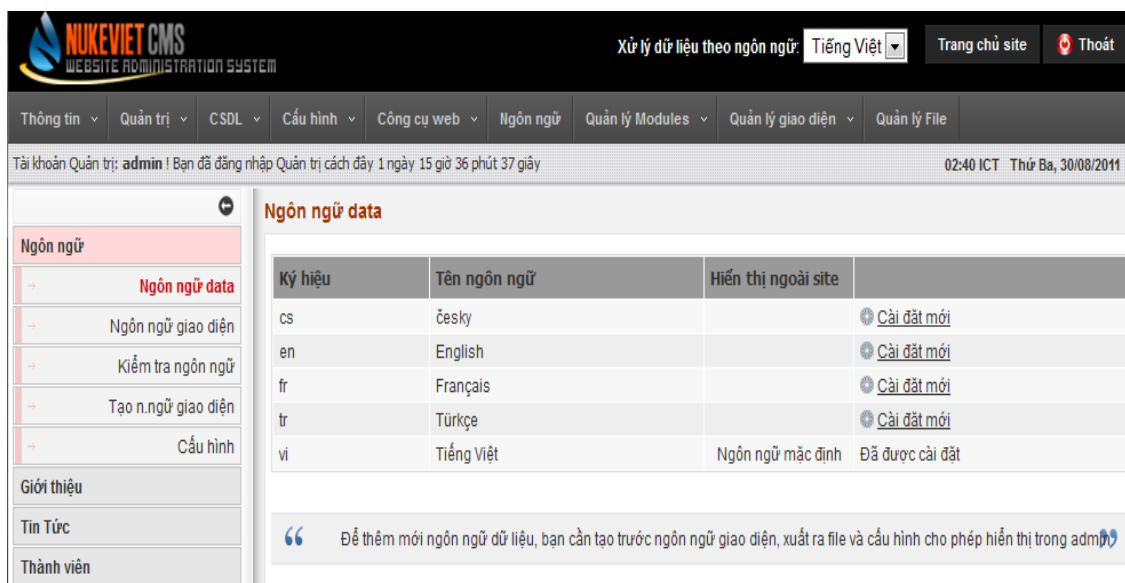 NUKEVIET CMS
WEBSITE ADMINISTRATION SYSTEM
Xử lý dữ liệu theo ngôn ngữ: Tiếng Việt Trang chủ site Thoát
Thông tin Quản trị CSDL Cấu hình Công cụ web Ngôn ngữ Quản lý Modules Quản lý giao diện Quản lý File
Tài khoản Quản trị: admin ! Bạn đã đăng nhập Quản trị cách đây 1 ngày 15 giờ 36 phút 37 giây 02:40 ICT Thứ Ba, 30/08/2011
Ngôn ngữ
Ngôn ngữ data
Ngôn ngữ giao diện
Kiểm tra ngôn ngữ
Tạo n.ngữ giao diện
Cấu hình
Giới thiệu
Tin Tức
Thành viên
Ngôn ngữ data
Ký hiệu Tên ngôn ngữ Hiển thị ngoài site
cs česky Cài đặt mới
en English Cài đặt mới
fr Français Cài đặt mới
tr Türkçe Cài đặt mới
vi Tiếng Việt Ngôn ngữ mặc định Đã được cài đặt
Để thêm mới ngôn ngữ dữ liệu, bạn cần tạo trước ngôn ngữ giao diện, xuất ra file và cấu hình cho phép hiển thị trong admin